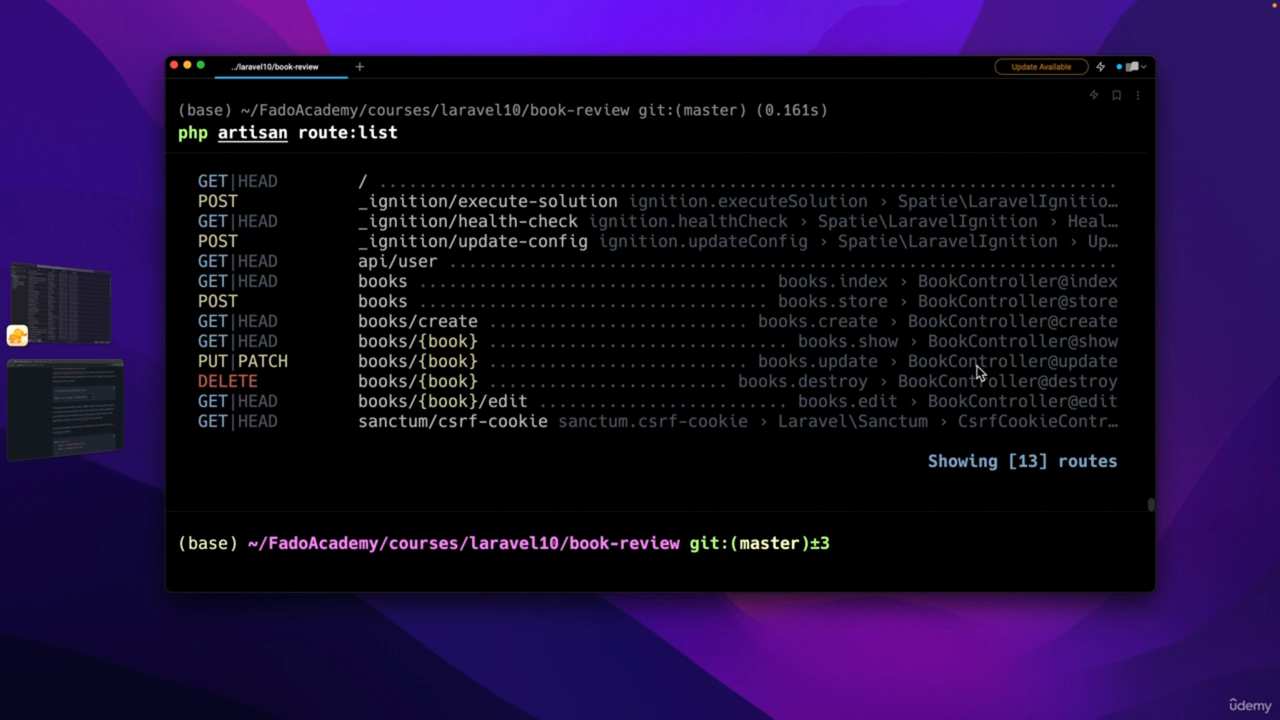 ../laravel10/book-review
Update Available
(base) ~/FadoAcademy/courses/laravel10/book-review git:(master) (0.161s)
php artisan route:list
GET|HEAD / ..........................................................................
POST _ignition/execute-solution ignition.executeSolution › Spatie\LaravelIgnitio…
GET|HEAD _ignition/health-check ignition.healthCheck › Spatie\LaravelIgnition › Heal…
POST _ignition/update-config ignition.updateConfig › Spatie\LaravelIgnition › Up…
GET|HEAD api/user ...................................................................
GET|HEAD books ................................... books.index › BookController@index
POST books ................................... books.store › BookController@store
GET|HEAD books/create .......................... books.create › BookController@create
GET|HEAD books/{book} .............................. books.show › BookController@show
PUT|PATCH books/{book} .......................... books.update › BookController@update
DELETE books/{book} ........................ books.destroy › BookController@destroy
GET|HEAD books/{book}/edit ......................... books.edit › BookController@edit
GET|HEAD sanctum/csrf-cookie sanctum.csrf-cookie › Laravel\Sanctum › CsrfCookieContr…
Showing [13] routes
(base) ~/FadoAcademy/courses/laravel10/book-review git:(master)±3
ûdemy